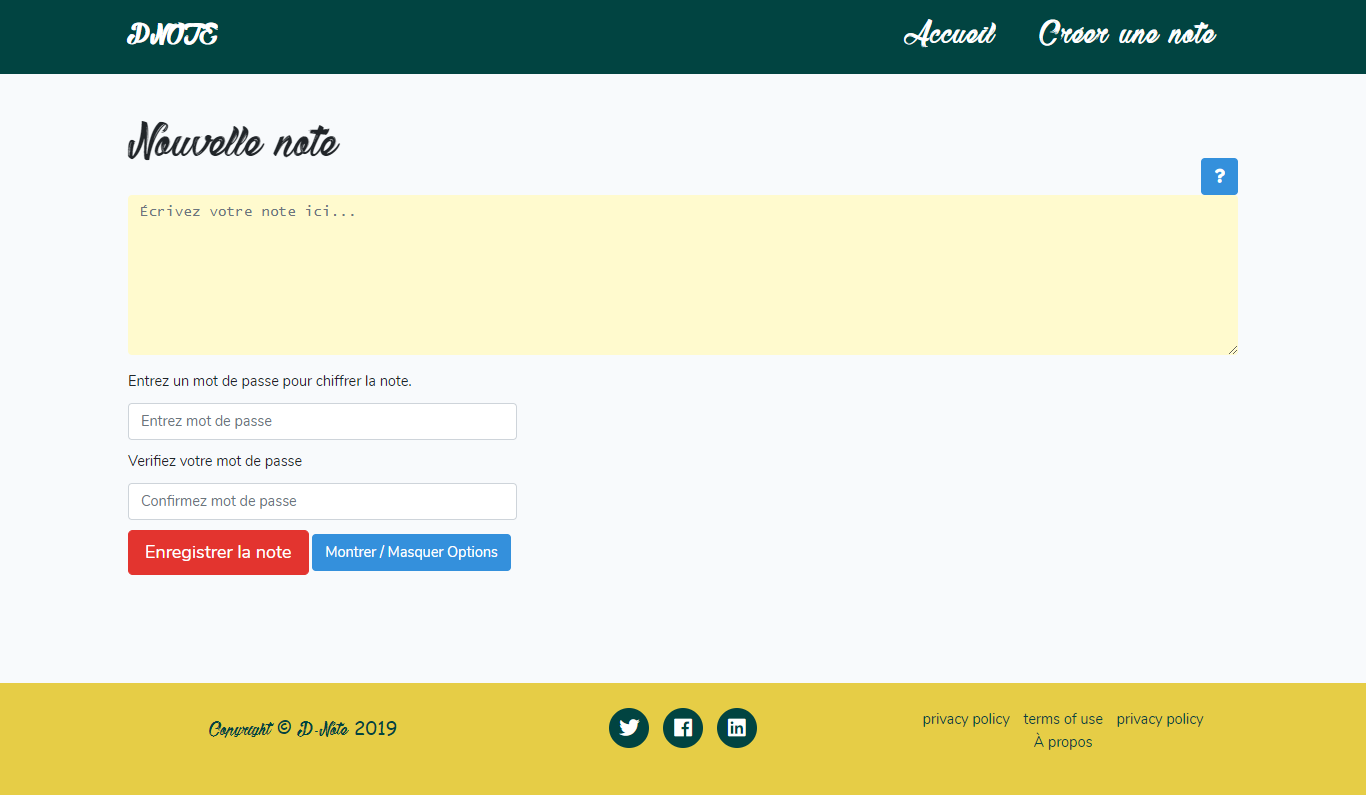 DNOTE Accueil Créer une note
Nouvelle note
?
Écrivez votre note ici...
Entrez un mot de passe pour chiffrer la note.
Entrez mot de passe
Verifiez votre mot de passe
Confirmez mot de passe
Enregistrer la note Montrer / Masquer Options
Copyright © D-Note 2019
privacy policy terms of use privacy policy
À propos